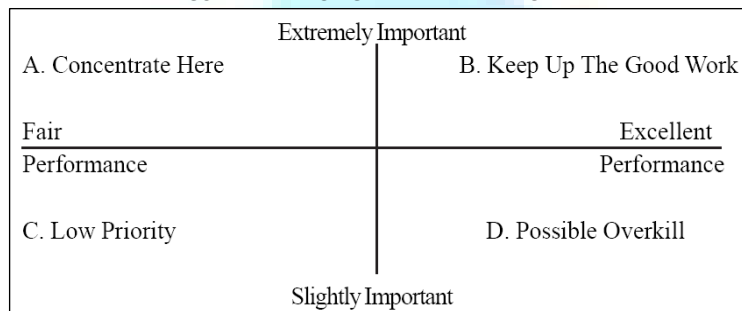 Extremely Important
A. Concentrate Here
B. Keep Up The Good Work
Fair
Performance
Excellent
Performance
C. Low Priority
D. Possible Overkill
Slightly Important